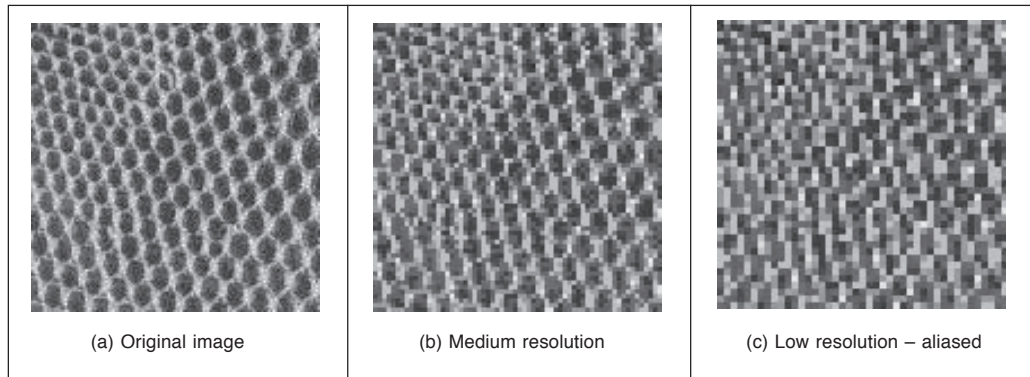 (a) Original image
(b) Medium resolution
(c) Low resolution – aliased